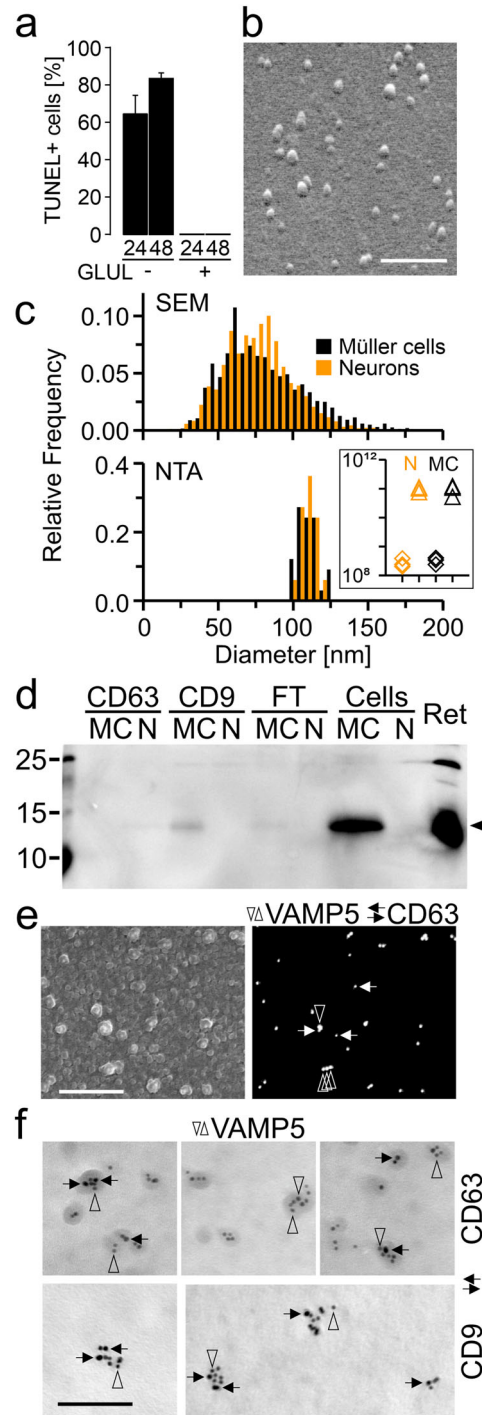 a
TUNEL+ cells [%]
100
80
60
40
20
0
24 48 24 48
GLUL - +
b
c
SEM
0.10
0.05
0.00
Müller cells
Neurons
Relative Frequency
NTA
0.4
0.2
0.0
N MC
10¹²
10⁸
0 50 100 150 200
Diameter [nm]
d
CD63 CD9 FT Cells Ret
MC N MC N MC N MC N
25
15
10
e
VAMP5 CD63
f
VAMP5
CD63
CD9